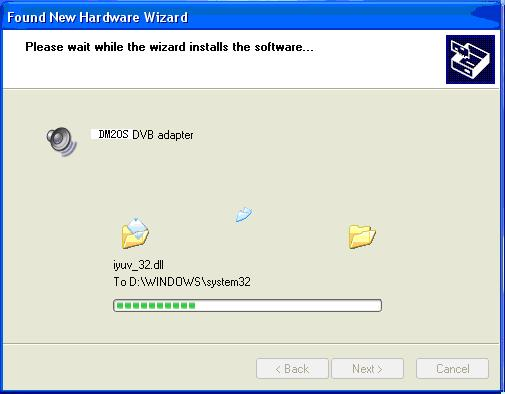 Found New Hardware Wizard
Please wait while the wizard installs the software...
DM20S DVB adapter
iyuv_32.dll
To D:\WINDOWS\system32
< Back
Next >
Cancel